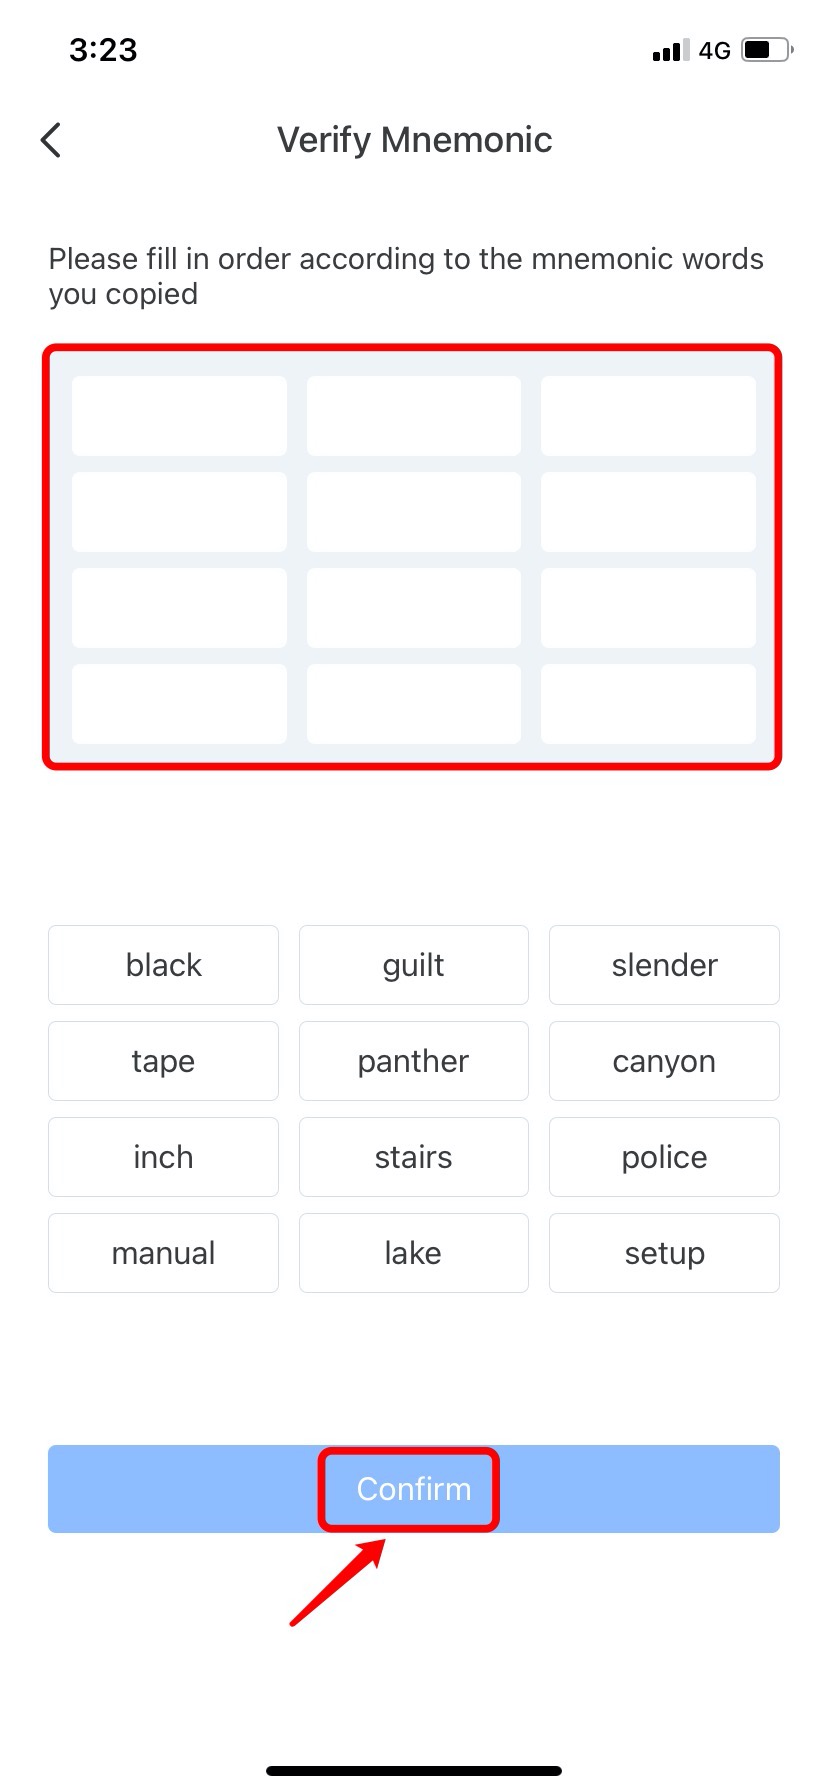 3:23
4G
Verify Mnemonic
Please fill in order according to the mnemonic words
you copied
black guilt slender
tape panther canyon
inch stairs police
manual lake setup
Confirm